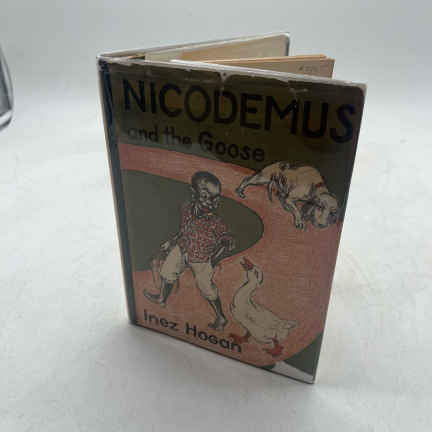 NICODEMUS
and the Goose
Inez Hogan